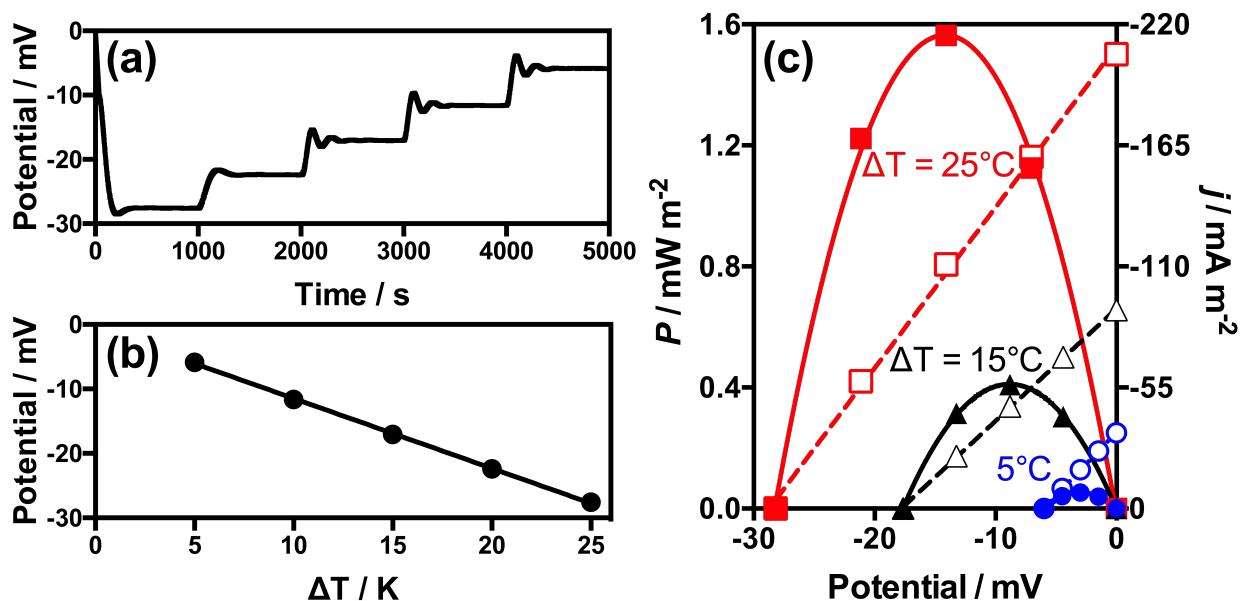 (a)
Potential / mV
0
-10
-20
-30
0
1000
2000
3000
4000
5000
Time / s
(b)
Potential / mV
0
-10
-20
-30
0
5
10
15
20
25
ΔT / K
(c)
P / mW m-2
1.6
1.2
0.8
0.4
0.0
-220
-165
-110
-55
0
j / mA m-2
ΔT = 25°C
ΔT = 15°C
5°C
-30
-20
-10
0
Potential / mV